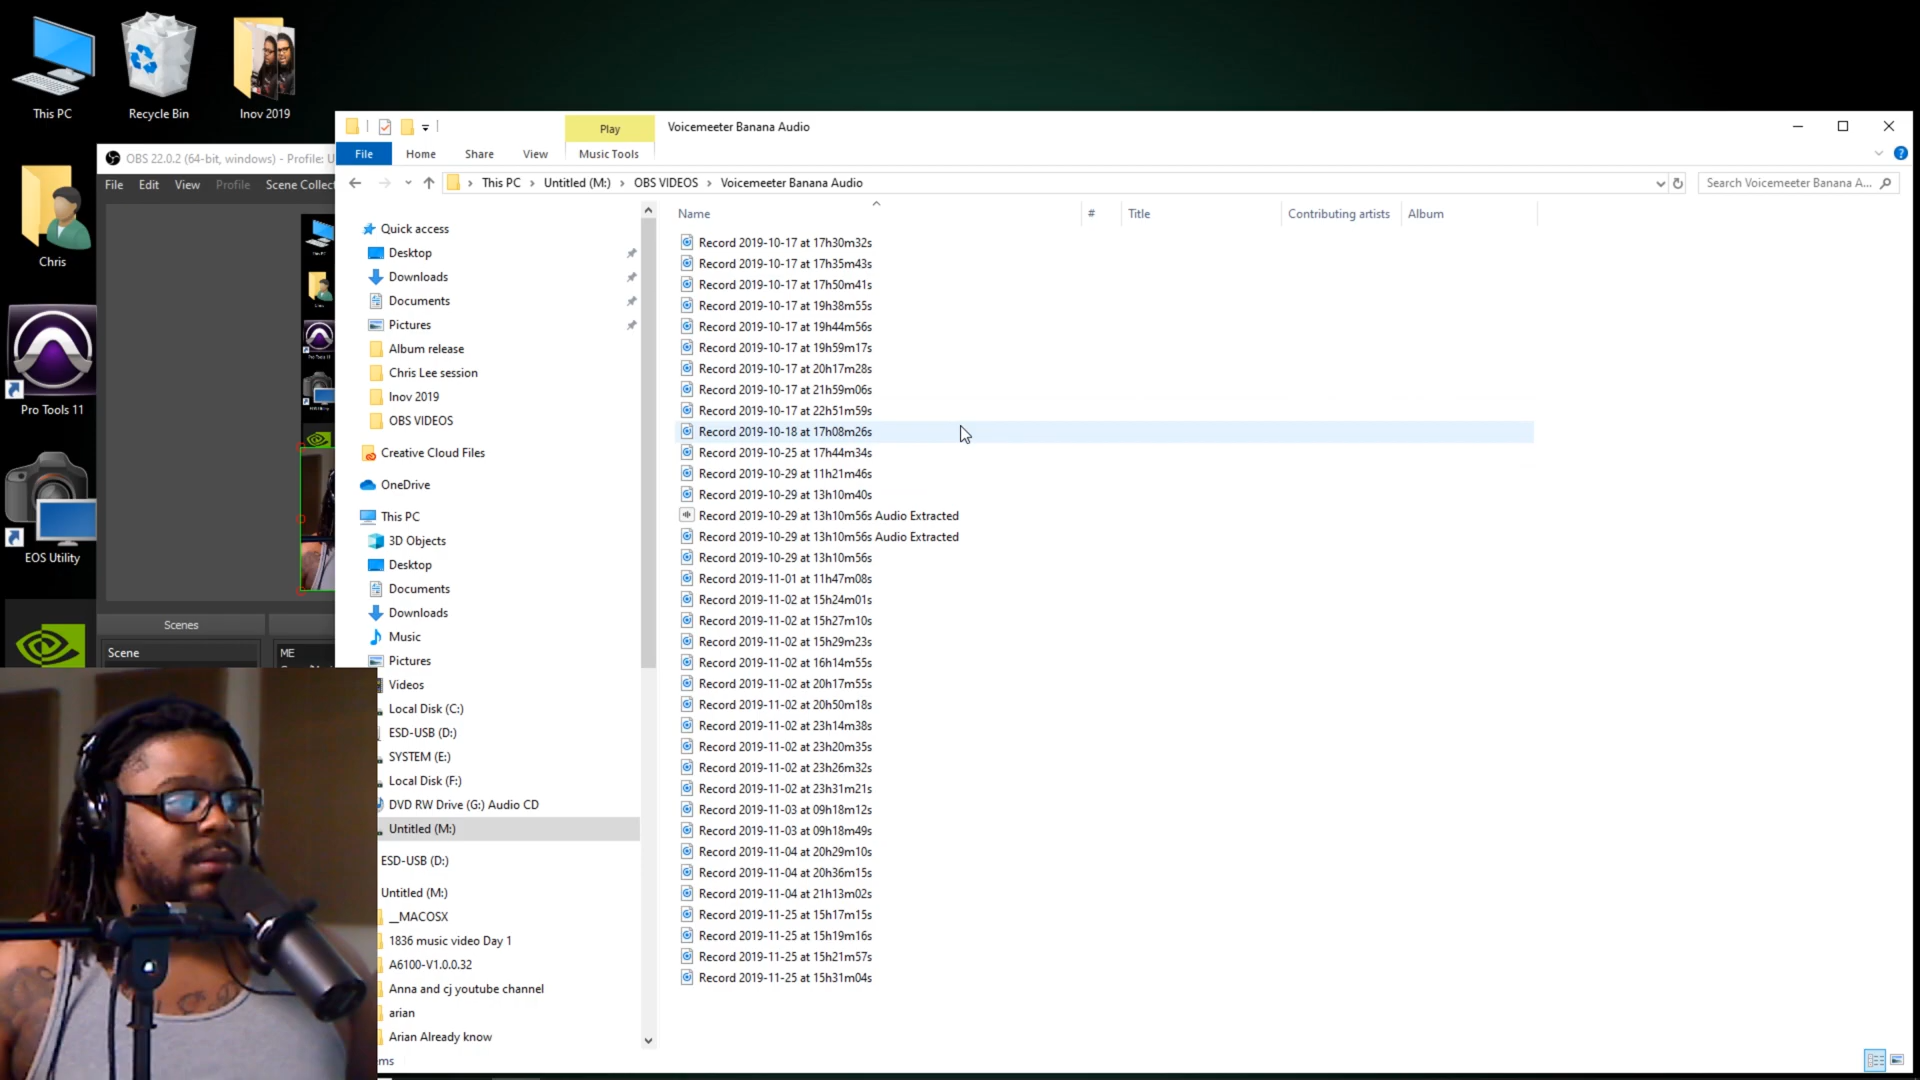 This PC
Recycle Bin
Inov 2019
Chris
Pro Tools 11
EOS Utility
OBS 22.0.2 (64-bit, windows) - Profile: U
File Edit View Profile Scene Collect
Scenes
Scene
ME
Play
Voicemeeter Banana Audio
File Home Share View Music Tools
This PC > Untitled (M:) > OBS VIDEOS > Voicemeeter Banana Audio
Search Voicemeeter Banana A...
Quick access
Desktop
Downloads
Documents
Pictures
Album release
Chris Lee session
Inov 2019
OBS VIDEOS
Creative Cloud Files
OneDrive
This PC
3D Objects
Desktop
Documents
Downloads
Music
Pictures
Videos
Local Disk (C:)
ESD-USB (D:)
SYSTEM (E:)
Local Disk (F:)
DVD RW Drive (G:) Audio CD
Untitled (M:)
ESD-USB (D:)
Untitled (M:)
__MACOSX
1836 music video Day 1
A6100-V1.0.0.32
Anna and cj youtube channel
arian
Arian Already know
ems
Name # Title Contributing artists Album
Record 2019-10-17 at 17h30m32s
Record 2019-10-17 at 17h35m43s
Record 2019-10-17 at 17h50m41s
Record 2019-10-17 at 19h38m55s
Record 2019-10-17 at 19h44m56s
Record 2019-10-17 at 19h59m17s
Record 2019-10-17 at 20h17m28s
Record 2019-10-17 at 21h59m06s
Record 2019-10-17 at 22h51m59s
Record 2019-10-18 at 17h08m26s
Record 2019-10-25 at 17h44m34s
Record 2019-10-29 at 11h21m46s
Record 2019-10-29 at 13h10m40s
Record 2019-10-29 at 13h10m56s Audio Extracted
Record 2019-10-29 at 13h10m56s Audio Extracted
Record 2019-10-29 at 13h10m56s
Record 2019-11-01 at 11h47m08s
Record 2019-11-02 at 15h24m01s
Record 2019-11-02 at 15h27m10s
Record 2019-11-02 at 15h29m23s
Record 2019-11-02 at 16h14m55s
Record 2019-11-02 at 20h17m55s
Record 2019-11-02 at 20h50m18s
Record 2019-11-02 at 23h14m38s
Record 2019-11-02 at 23h20m35s
Record 2019-11-02 at 23h26m32s
Record 2019-11-02 at 23h31m21s
Record 2019-11-03 at 09h18m12s
Record 2019-11-03 at 09h18m49s
Record 2019-11-04 at 20h29m10s
Record 2019-11-04 at 20h36m15s
Record 2019-11-04 at 21h13m02s
Record 2019-11-25 at 15h17m15s
Record 2019-11-25 at 15h19m16s
Record 2019-11-25 at 15h21m57s
Record 2019-11-25 at 15h31m04s